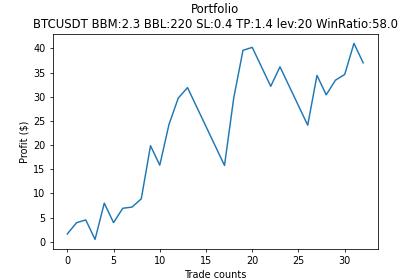 Portfolio
BTCUSDT BBM:2.3 BBL:220 SL:0.4 TP:1.4 lev:20 WinRatio:58.0
40
35
30
25
20
15
10
5
0
Profit ($)
0 5 10 15 20 25 30
Trade counts